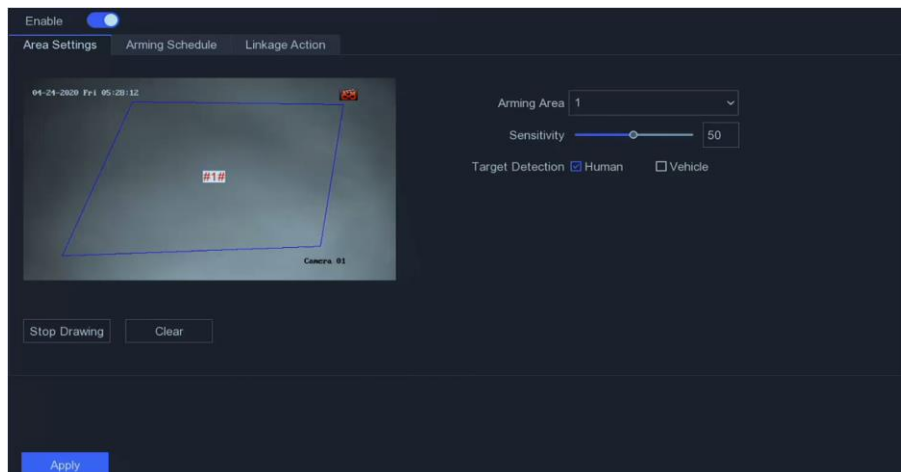 Enable
Area Settings Arming Schedule Linkage Action
04-24-2020 Fri 05:28:12
Arming Area 1
Sensitivity 50
Target Detection Human Vehicle
#1#
Camera 01
Stop Drawing Clear
Apply